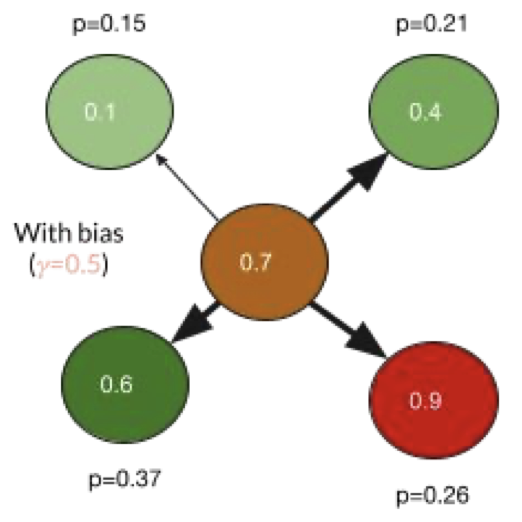 p=0.15
p=0.21
0.1
0.4
With bias
(γ=0.5)
0.7
0.6
0.9
p=0.37
p=0.26